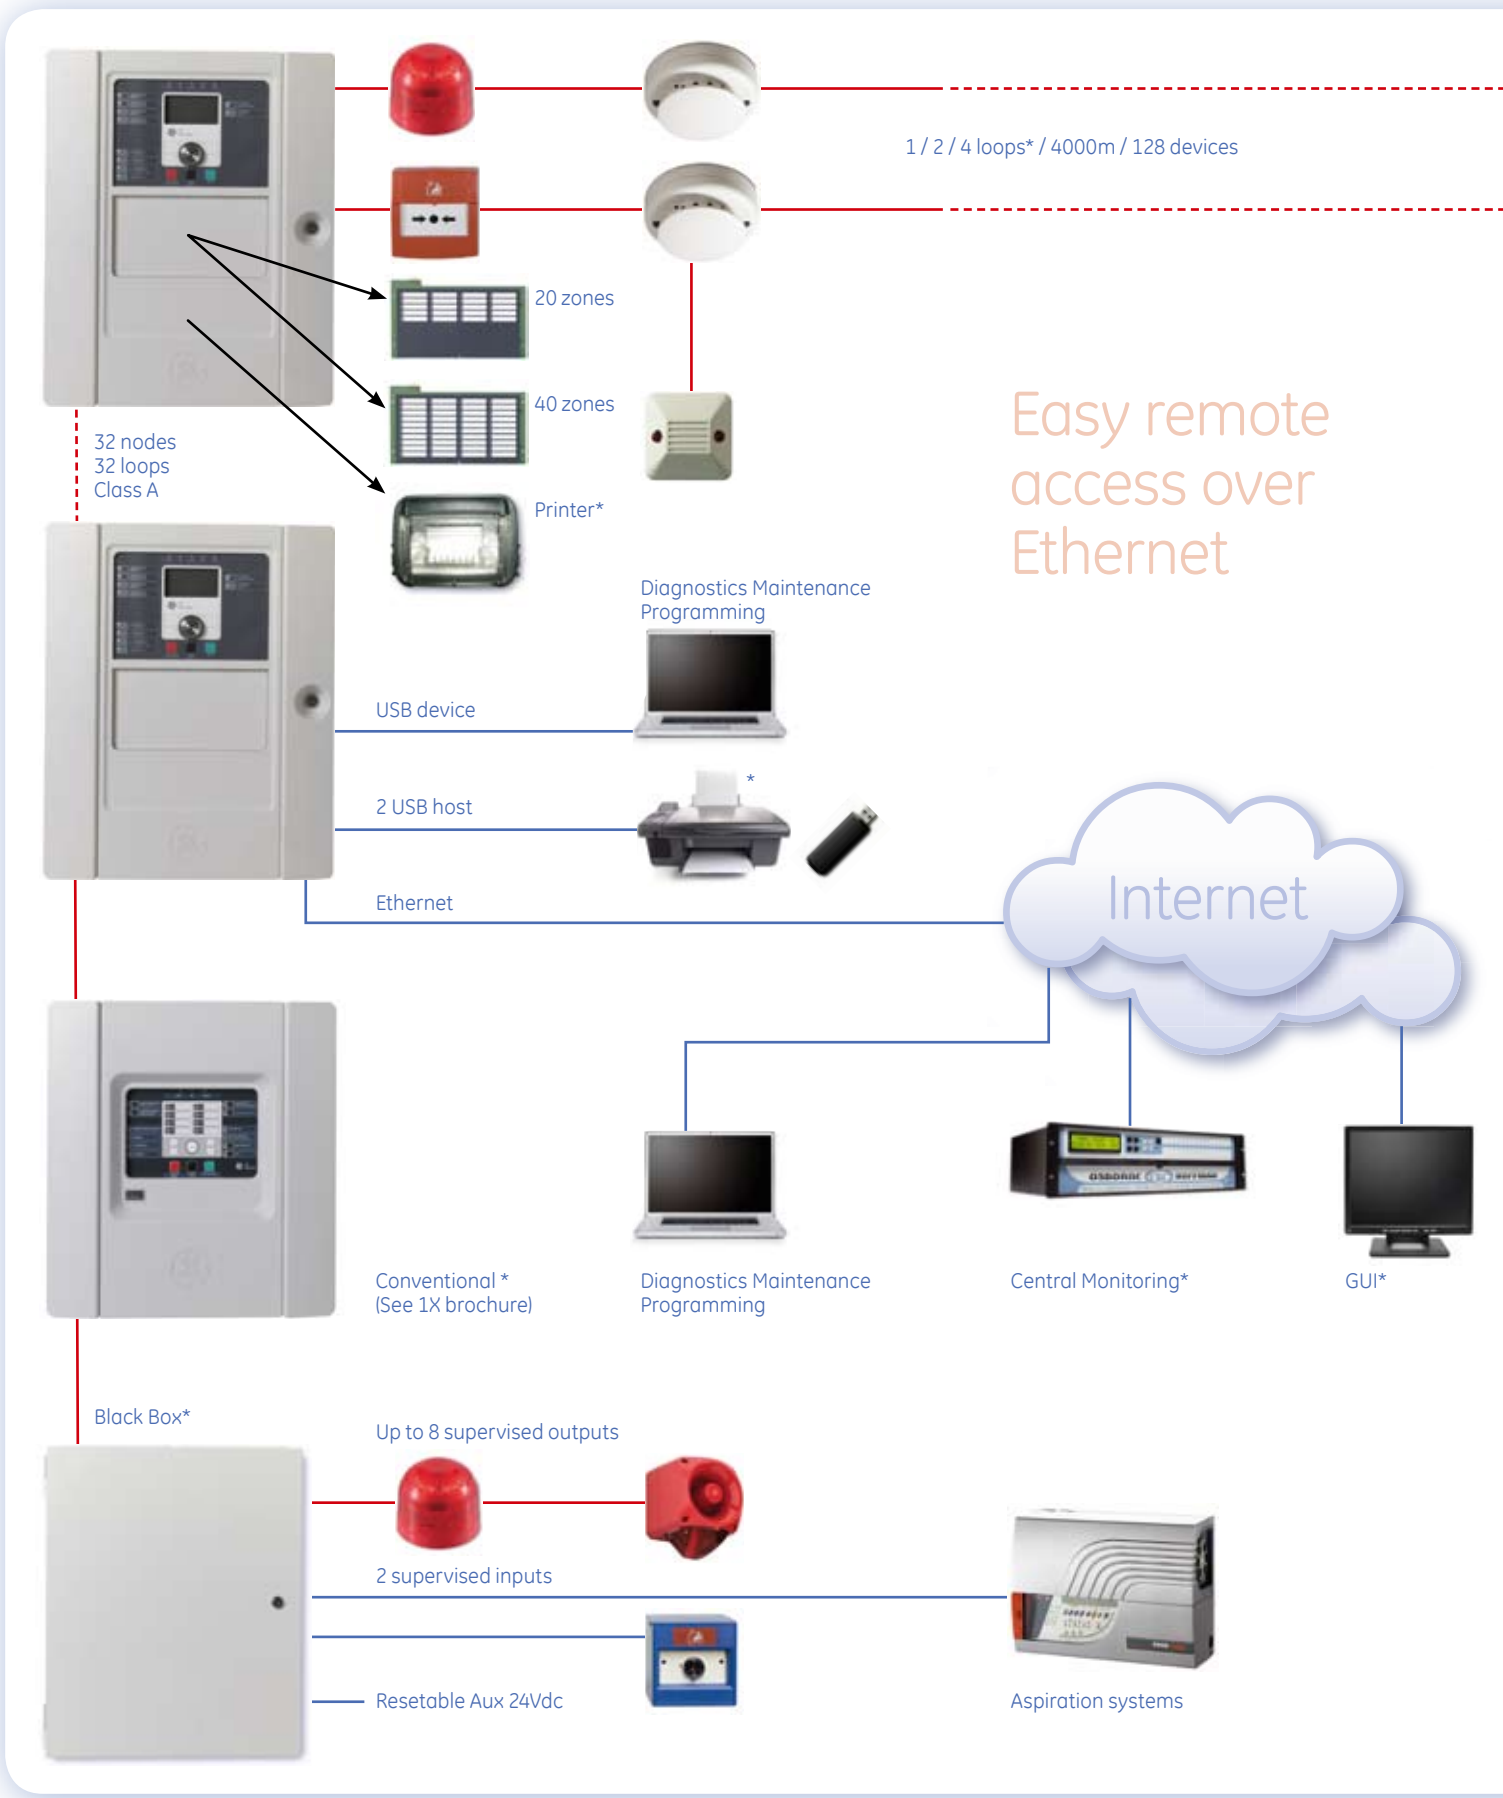 1 / 2 / 4 loops* / 4000m / 128 devices
20 zones
40 zones
Printer*
32 nodes
32 loops
Class A
Easy remote
access over
Ethernet
Diagnostics Maintenance
Programming
USB device
*
2 USB host
Ethernet
Internet
Conventional *
(See 1X brochure)
Diagnostics Maintenance
Programming
Central Monitoring*
GUI*
Black Box*
Up to 8 supervised outputs
2 supervised inputs
Resetable Aux 24Vdc
Aspiration systems